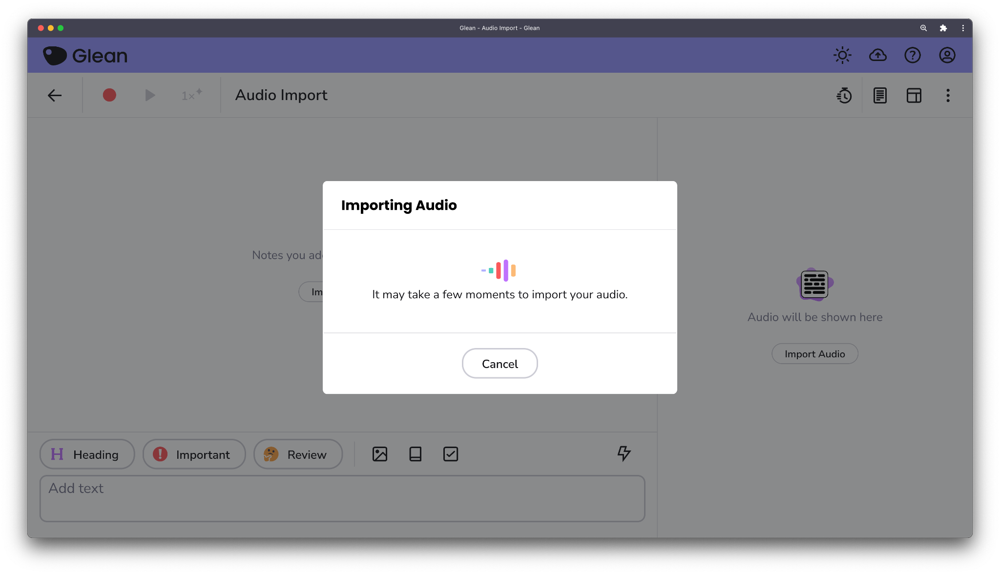 Glean - Audio Import - Glean
Glean
1x
Audio Import
Importing Audio
Notes you ad
It may take a few moments to import your audio.
Im
Audio will be shown here
Import Audio
Cancel
Heading
Important
Review
Add text